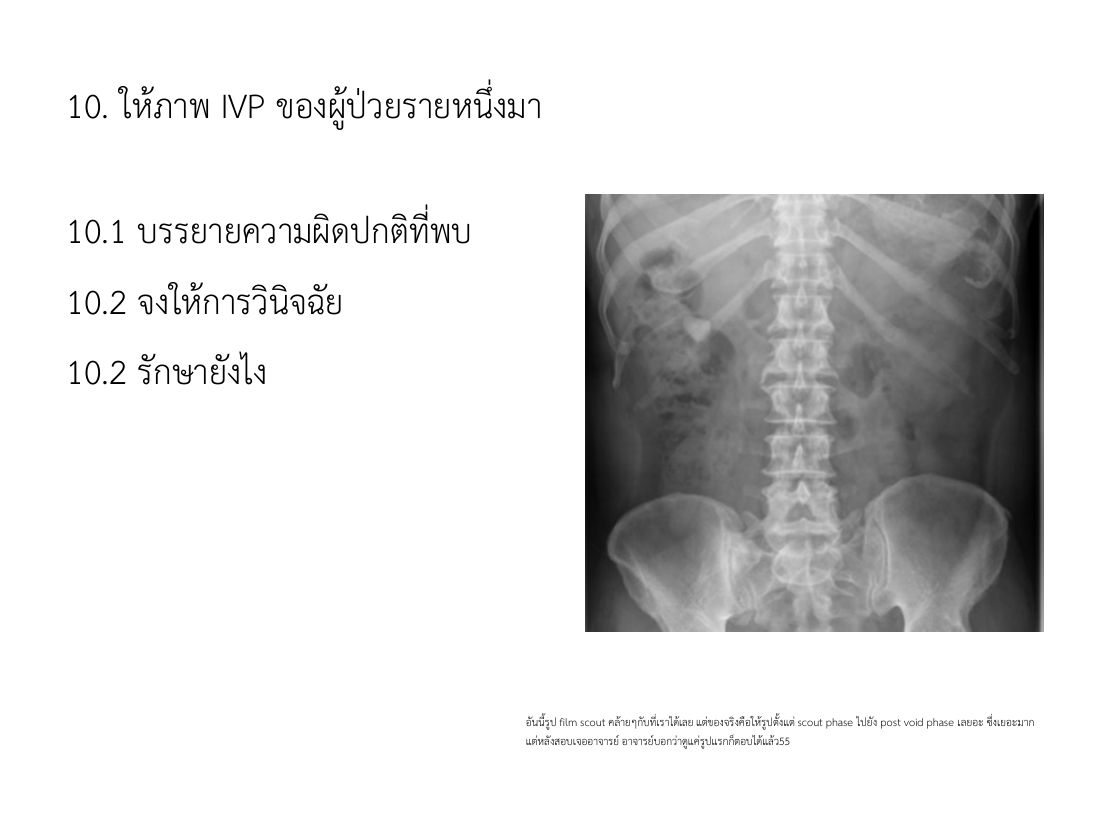 10. ให้ภาพ IVP ของผู้ป่วยรายหนึ่งมา
10.1 บรรยายความผิดปกติที่พบ
10.2 จงให้การวินิจฉัย
10.2 รักษายังไง
อันนี้รูป film scout คล้ายๆกับที่เราได้เลย แต่ของจริงคือให้รูปตั้งแต่ scout phase ไปยัง post void phase เลยอะ ซึ่งเยอะมาก
แต่หลังสอบเจออาจารย์ อาจารย์บอกว่าดูแค่รูปแรกก็ตอบได้แล้ว55